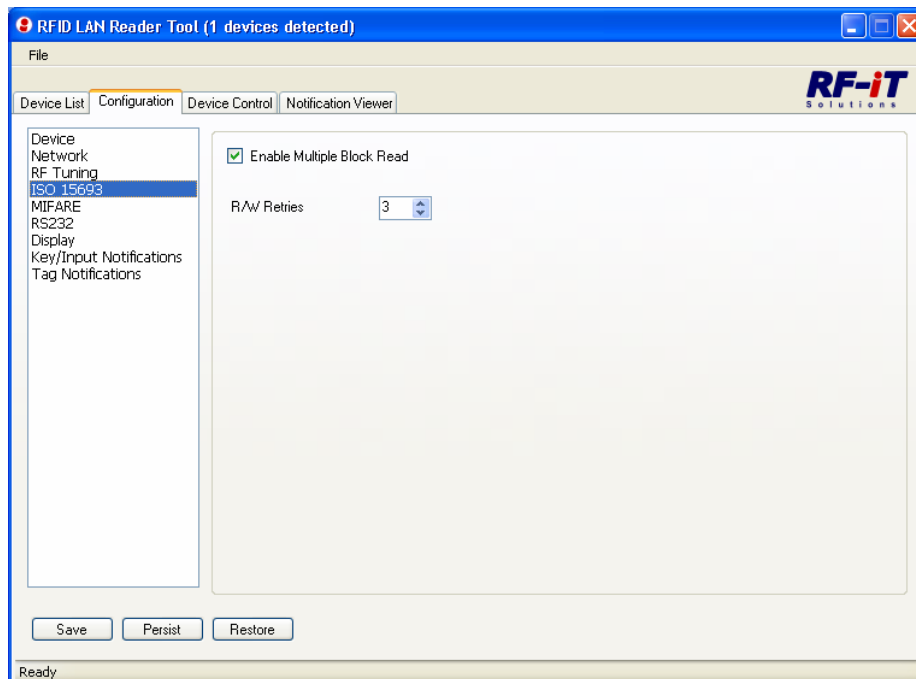 RFID LAN Reader Tool (1 devices detected)
File
RF-iT
Solutions
Device List Configuration Device Control Notification Viewer
Device
Network
RF Tuning
ISO 15693
MIFARE
RS232
Display
Key/Input Notifications
Tag Notifications
Enable Multiple Block Read
R/W Retries 3
Save Persist Restore
Ready